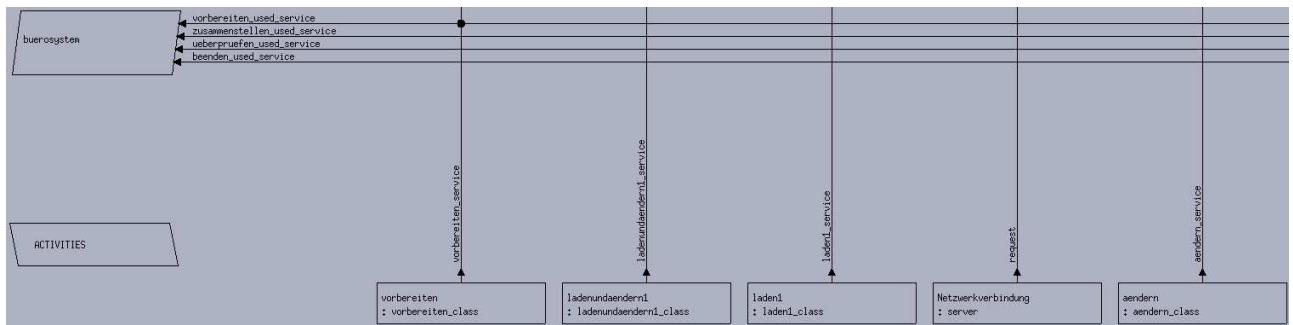 vorbereiten_used_service
zusammenstellen_used_service
buerosystem
ueberpruefen_used_service
beenden_used_service
vorbereiten_service
ladenundaendern1_service
laden1_service
request
aendern_service
ACTIVITIES
vorbereiten
: vorbereiten_class
ladenundaendern1
: ladenundaendern1_class
laden1
: laden1_class
Netzwerkverbindung
: server
aendern
: aendern_class